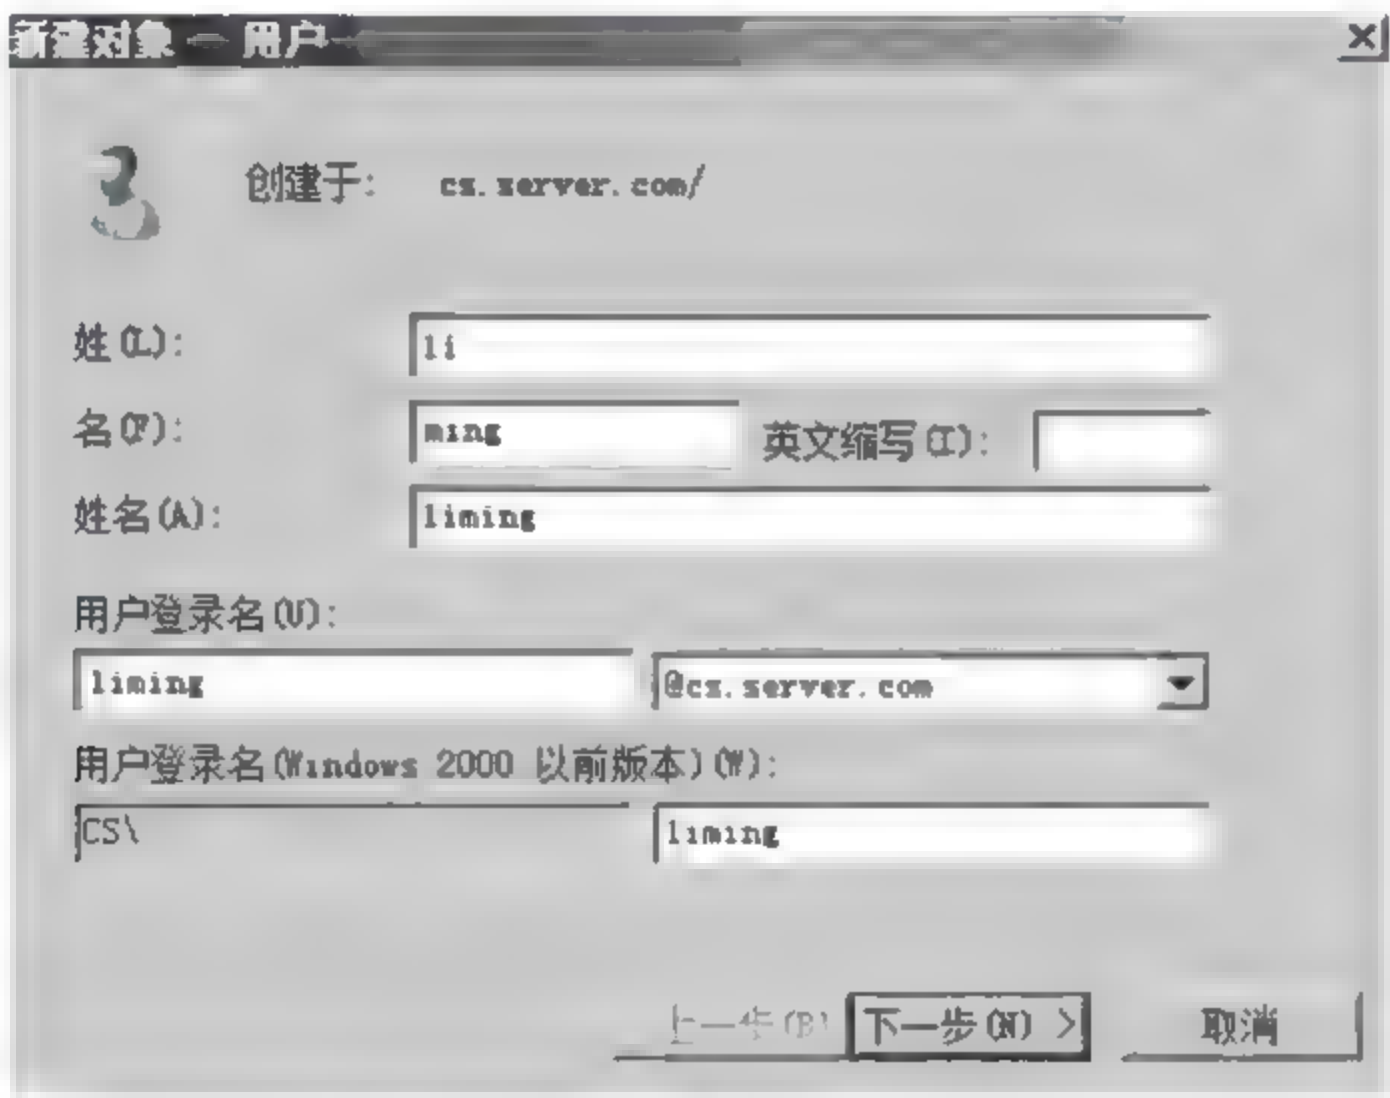 新建对象 - 用户
创建于: cs.server.com/
姓(L): li
名(F): ming 英文缩写(I):
姓名(A): liming
用户登录名(U):
liming @cs.server.com
用户登录名(Windows 2000 以前版本)(W):
CS\ liming
上一步(B) 下一步(N) > 取消